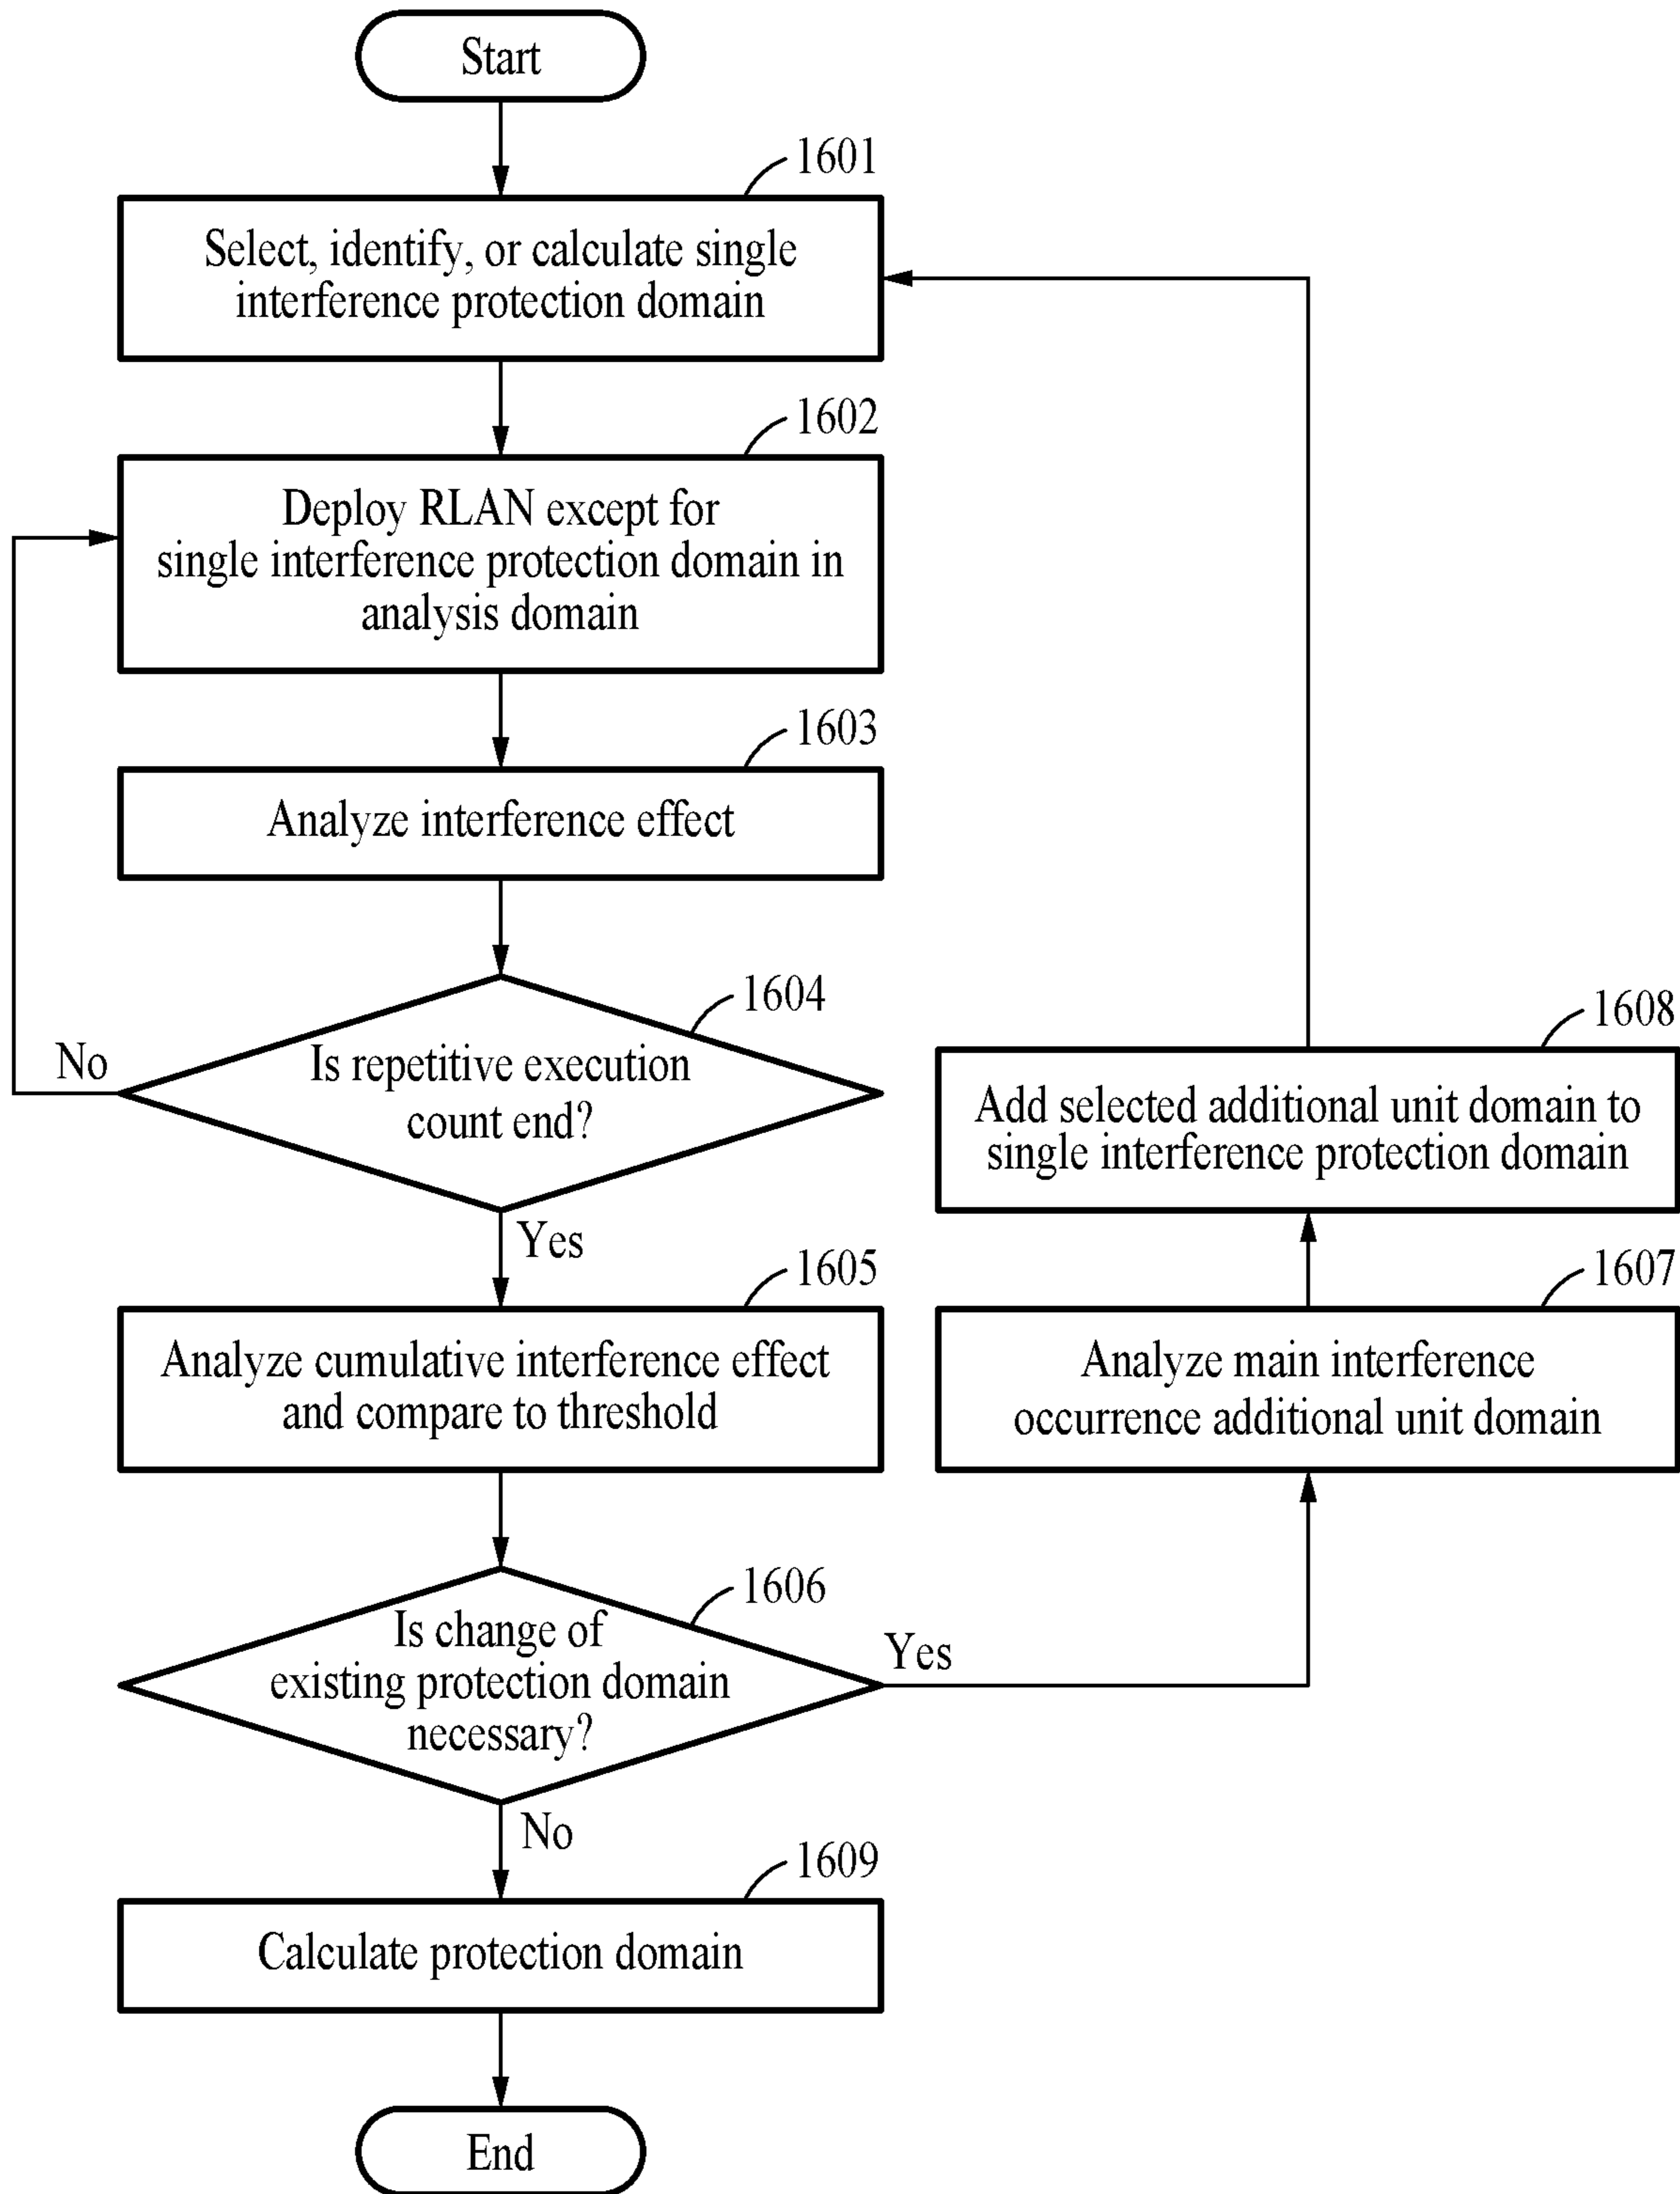 Start
1601
Select, identify, or calculate single
interference protection domain
1602
Deploy RLAN except for
single interference protection domain in
analysis domain
1603
Analyze interference effect
1604
Is repetitive execution
count end?
No
Yes
1605
Analyze cumulative interference effect
and compare to threshold
1606
Is change of
existing protection domain
necessary?
Yes
No
1607
Analyze main interference
occurrence additional unit domain
1608
Add selected additional unit domain to
single interference protection domain
1609
Calculate protection domain
End